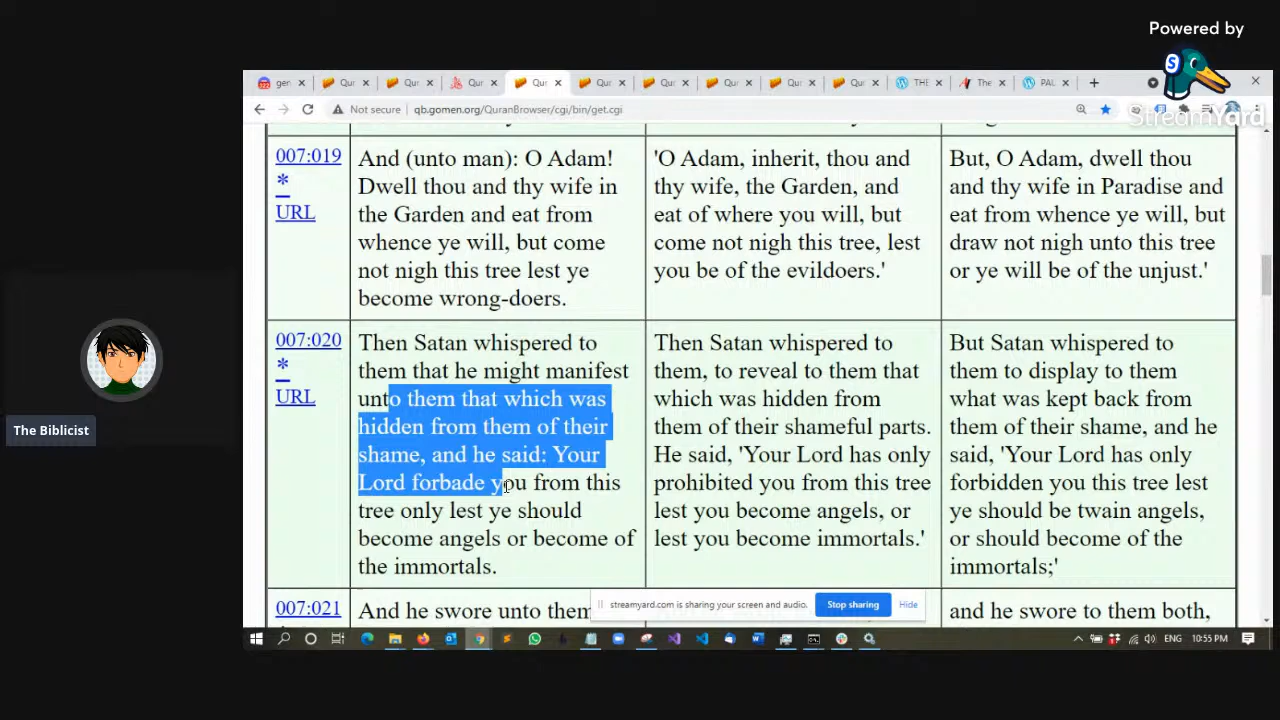 Powered by
S
StreamYard
gen
Qur
Qur
Qur
Qur
Qur
Qur
Qur
Qur
Qur
THE
The
PAU
Not secure
qb.gomen.org/QuranBrowser/cgi/bin/get.cgi
007:019
*
URL
And (unto man): O Adam!
Dwell thou and thy wife in
the Garden and eat from
whence ye will, but come
not nigh this tree lest ye
become wrong-doers.
'O Adam, inherit, thou and
thy wife, the Garden, and
eat of where you will, but
come not nigh this tree, lest
you be of the evildoers.'
But, O Adam, dwell thou
and thy wife in Paradise and
eat from whence ye will, but
draw not nigh unto this tree
or ye will be of the unjust.'
007:020
*
URL
Then Satan whispered to
them that he might manifest
unto them that which was
hidden from them of their
shame, and he said: Your
Lord forbade you from this
tree only lest ye should
become angels or become of
the immortals.
Then Satan whispered to
them, to reveal to them that
which was hidden from
them of their shameful parts.
He said, 'Your Lord has only
prohibited you from this tree
lest you become angels, or
lest you become immortals.'
But Satan whispered to
them to display to them
what was kept back from
them of their shame, and he
said, 'Your Lord has only
forbidden you this tree lest
ye should be twain angels,
or should become of the
immortals;'
007:021
And he swore unto them
and he swore to them both,
streamyard.com is sharing your screen and audio.
Stop sharing
Hide
The Biblicist
ENG
10:55 PM